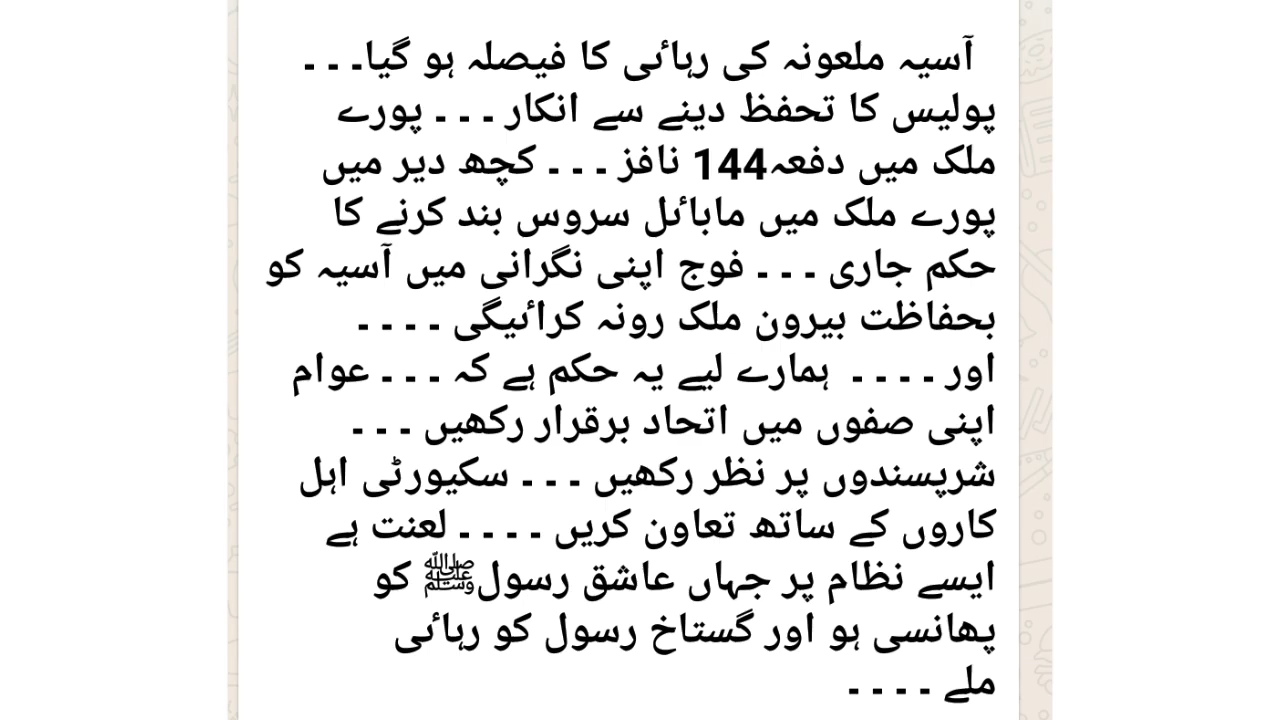 آسیہ ملعونہ کی رہائی کا فیصلہ ہو گیا۔ ۔ ۔
پولیس کا تحفظ دینے سے انکار ۔ ۔ ۔ پورے
ملک میں دفعہ144 نافز ۔ ۔ ۔ کچھ دیر میں
پورے ملک میں مابائل سروس بند کرنے کا
حکم جاری ۔ ۔ ۔ فوج اپنی نگرانی میں آسیہ کو
بحفاظت بیرون ملک رونہ کرائیگی ۔ ۔ ۔ ۔
اور ۔ ۔ ۔ ۔ ہمارے لیے یہ حکم ہے کہ ۔ ۔ ۔ عوام
اپنی صفوں میں اتحاد برقرار رکھیں ۔ ۔ ۔
شرپسندوں پر نظر رکھیں ۔ ۔ ۔ سکیورٹی اہل
کاروں کے ساتھ تعاون کریں ۔ ۔ ۔ ۔ لعنت ہے
ایسے نظام پر جہاں عاشق رسولﷺ کو
پھانسی ہو اور گستاخ رسول کو رہائی
ملے ۔ ۔ ۔ ۔